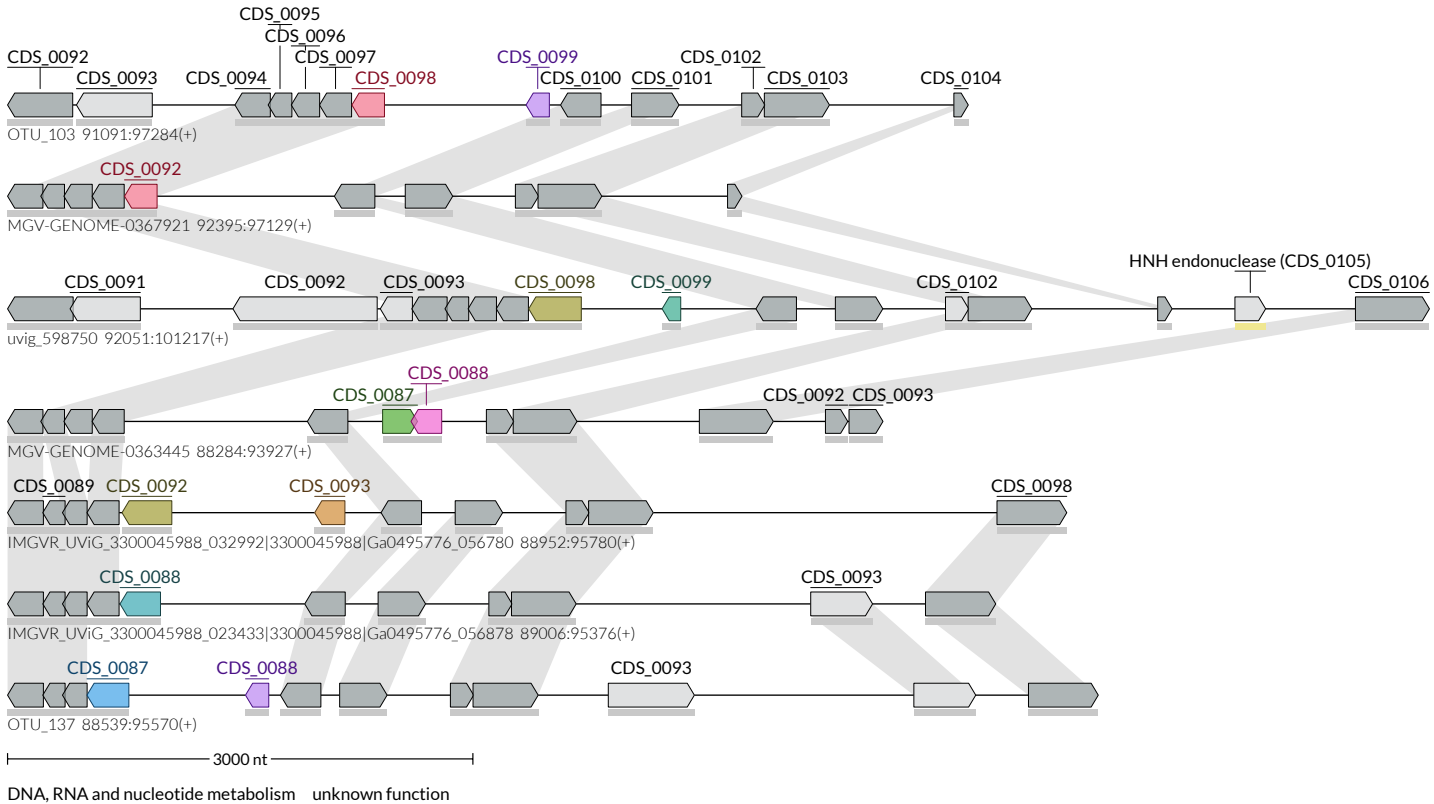 CDS_0095
CDS_0096
CDS_0092 CDS_0097 CDS_0099 CDS_0102
CDS_0093 CDS_0094 CDS_0098 CDS_0100 CDS_0101 CDS_0103 CDS_0104
OTU_103 91091:97284(+)
CDS_0092
MGV-GENOME-0367921 92395:97129(+)
HNH endonuclease (CDS_0105)
CDS_0091 CDS_0092 CDS_0093 CDS_0098 CDS_0099 CDS_0102 CDS_0106
uvig_598750 92051:101217(+)
CDS_0088
CDS_0087 CDS_0092 CDS_0093
MGV-GENOME-0363445 88284:93927(+)
CDS_0089 CDS_0092 CDS_0093 CDS_0098
IMGVR_UViG_3300045988_032992|3300045988|Ga0495776_056780 88952:95780(+)
CDS_0088 CDS_0093
IMGVR_UViG_3300045988_023433|3300045988|Ga0495776_056878 89006:95376(+)
CDS_0087 CDS_0088 CDS_0093
OTU_137 88539:95570(+)
3000 nt
DNA, RNA and nucleotide metabolism unknown function